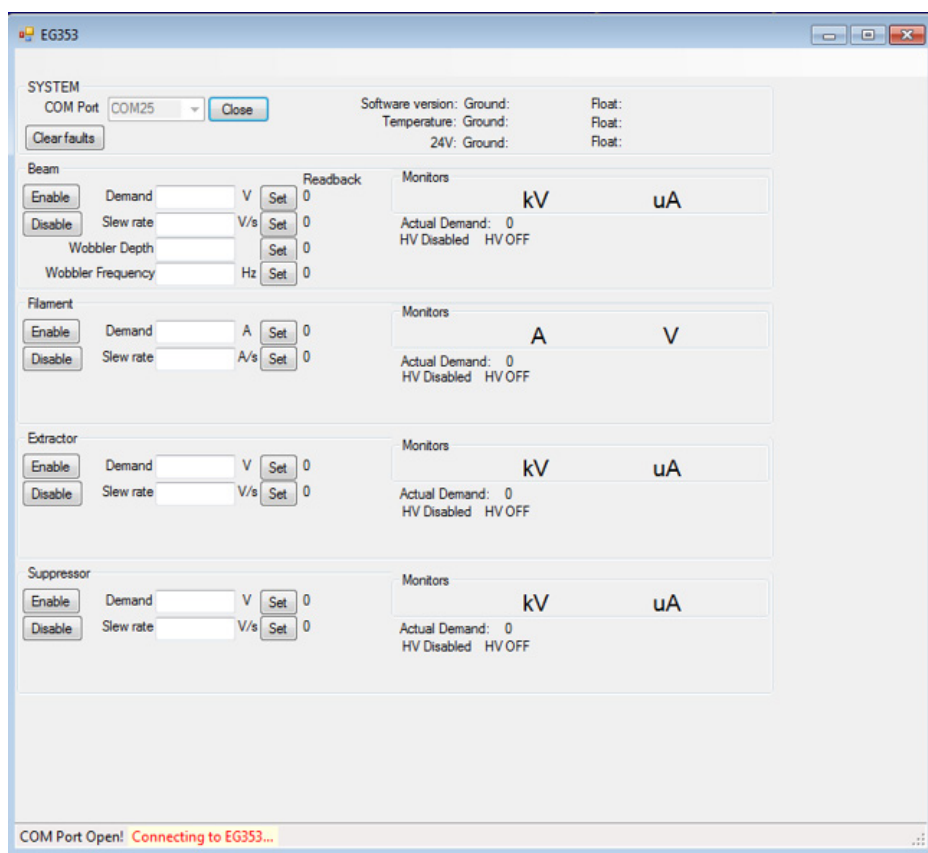 EG353
SYSTEM
COM Port COM25 Close Software version: Ground: Float:
Temperature: Ground: Float:
Clear faults 24V: Ground: Float:
Beam
Readback Monitors
Enable Demand V Set 0 kV uA
Disable Slew rate V/s Set 0 Actual Demand: 0
Wobbler Depth Set 0 HV Disabled HV OFF
Wobbler Frequency Hz Set 0
Filament
Monitors
Enable Demand A Set 0 A V
Disable Slew rate A/s Set 0 Actual Demand: 0
HV Disabled HV OFF
Extractor
Monitors
Enable Demand V Set 0 kV uA
Disable Slew rate V/s Set 0 Actual Demand: 0
HV Disabled HV OFF
Suppressor
Monitors
Enable Demand V Set 0 kV uA
Disable Slew rate V/s Set 0 Actual Demand: 0
HV Disabled HV OFF
COM Port Open! Connecting to EG353...